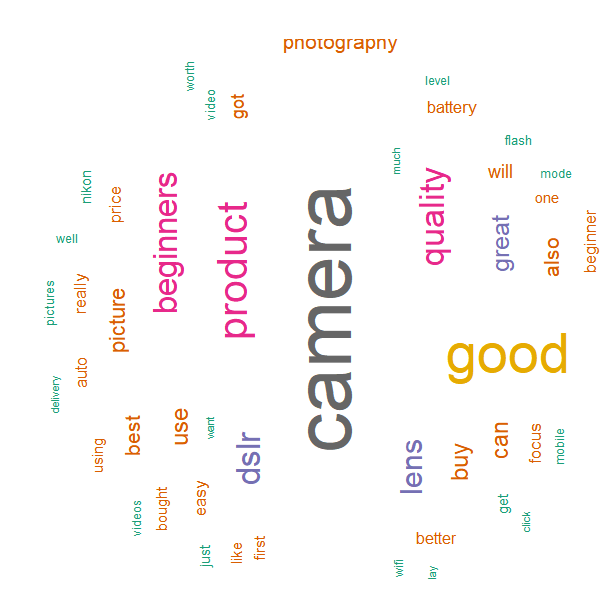 photography
worth
level
video
got
battery
flash
much
will
mode
nikon
price
beginners
product
quality
one
great
also
beginner
well
camera
pictures
really
picture
good
auto
delivery
using
best
use
want
dslr
lens
buy
can
focus
mobile
videos
bought
easy
get
click
just
like
first
better
wifi
lay